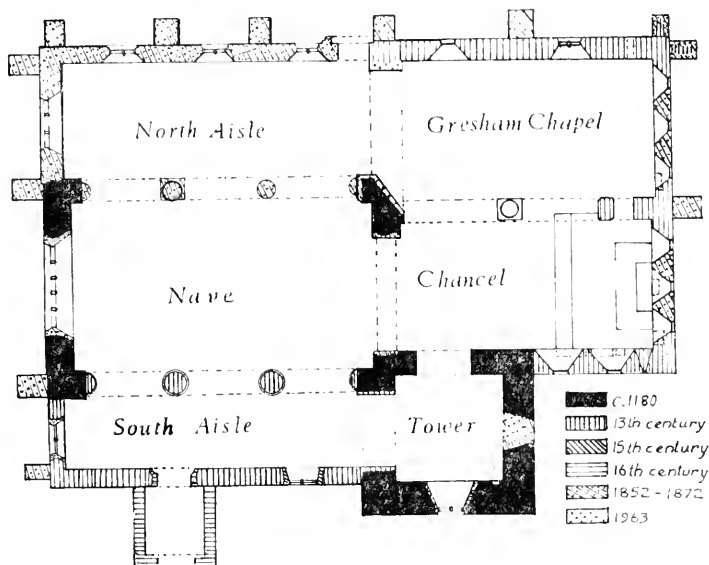 North Aisle
Gresham Chapel
Nave
Chancel
South Aisle
Tower
c.1180
13th century
15th century
16th century
1852-1872
1963